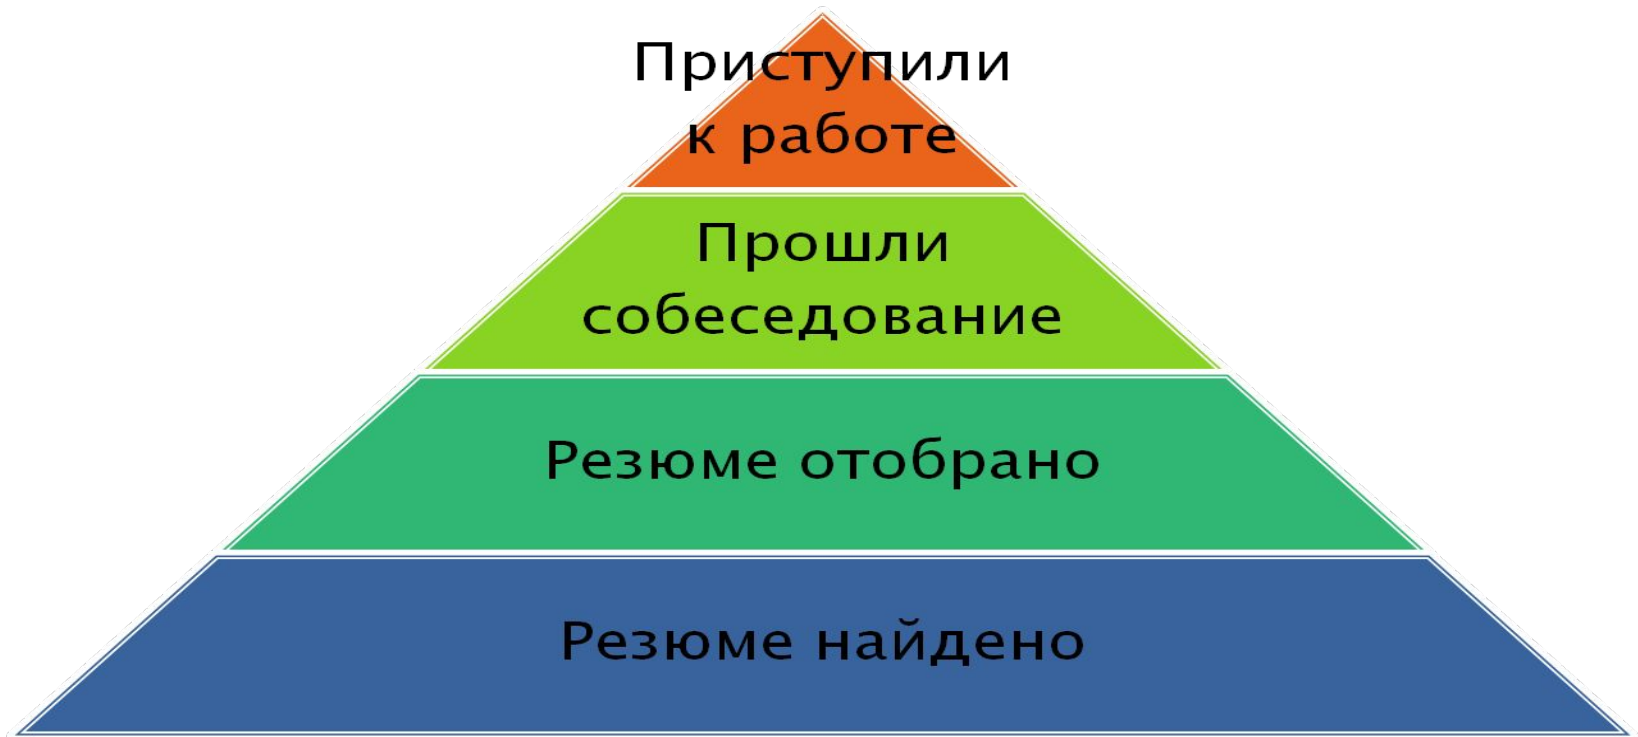 Приступили
к работе
Прошли
собеседование
Резюме отобрано
Резюме найдено